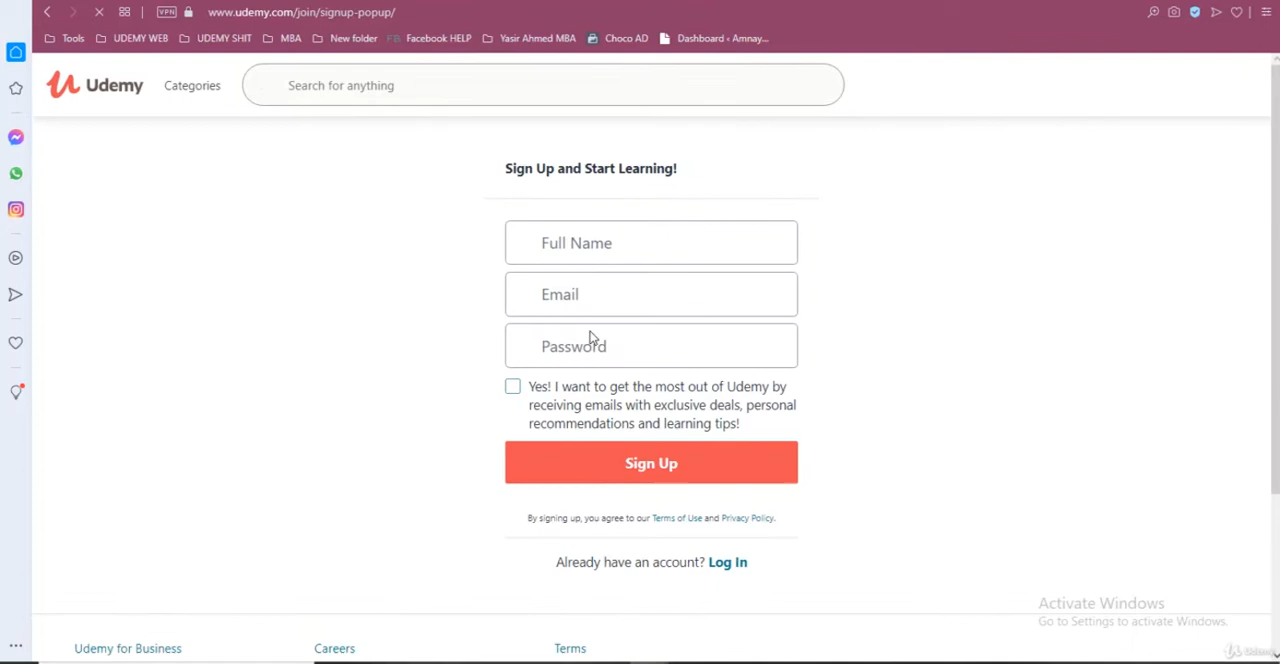 VPN www.udemy.com/join/signup-popup/
Tools UDEMY WEB UDEMY SHIT MBA New folder Facebook HELP Yasir Ahmed MBA Choco AD Dashboard ‹ Amnay...
Udemy Categories Search for anything
Sign Up and Start Learning!
Full Name
Email
Password
Yes! I want to get the most out of Udemy by
receiving emails with exclusive deals, personal
recommendations and learning tips!
Sign Up
By signing up, you agree to our Terms of Use and Privacy Policy.
Already have an account? Log In
Activate Windows
Go to Settings to activate Windows.
Udemy for Business Careers Terms
Udemy